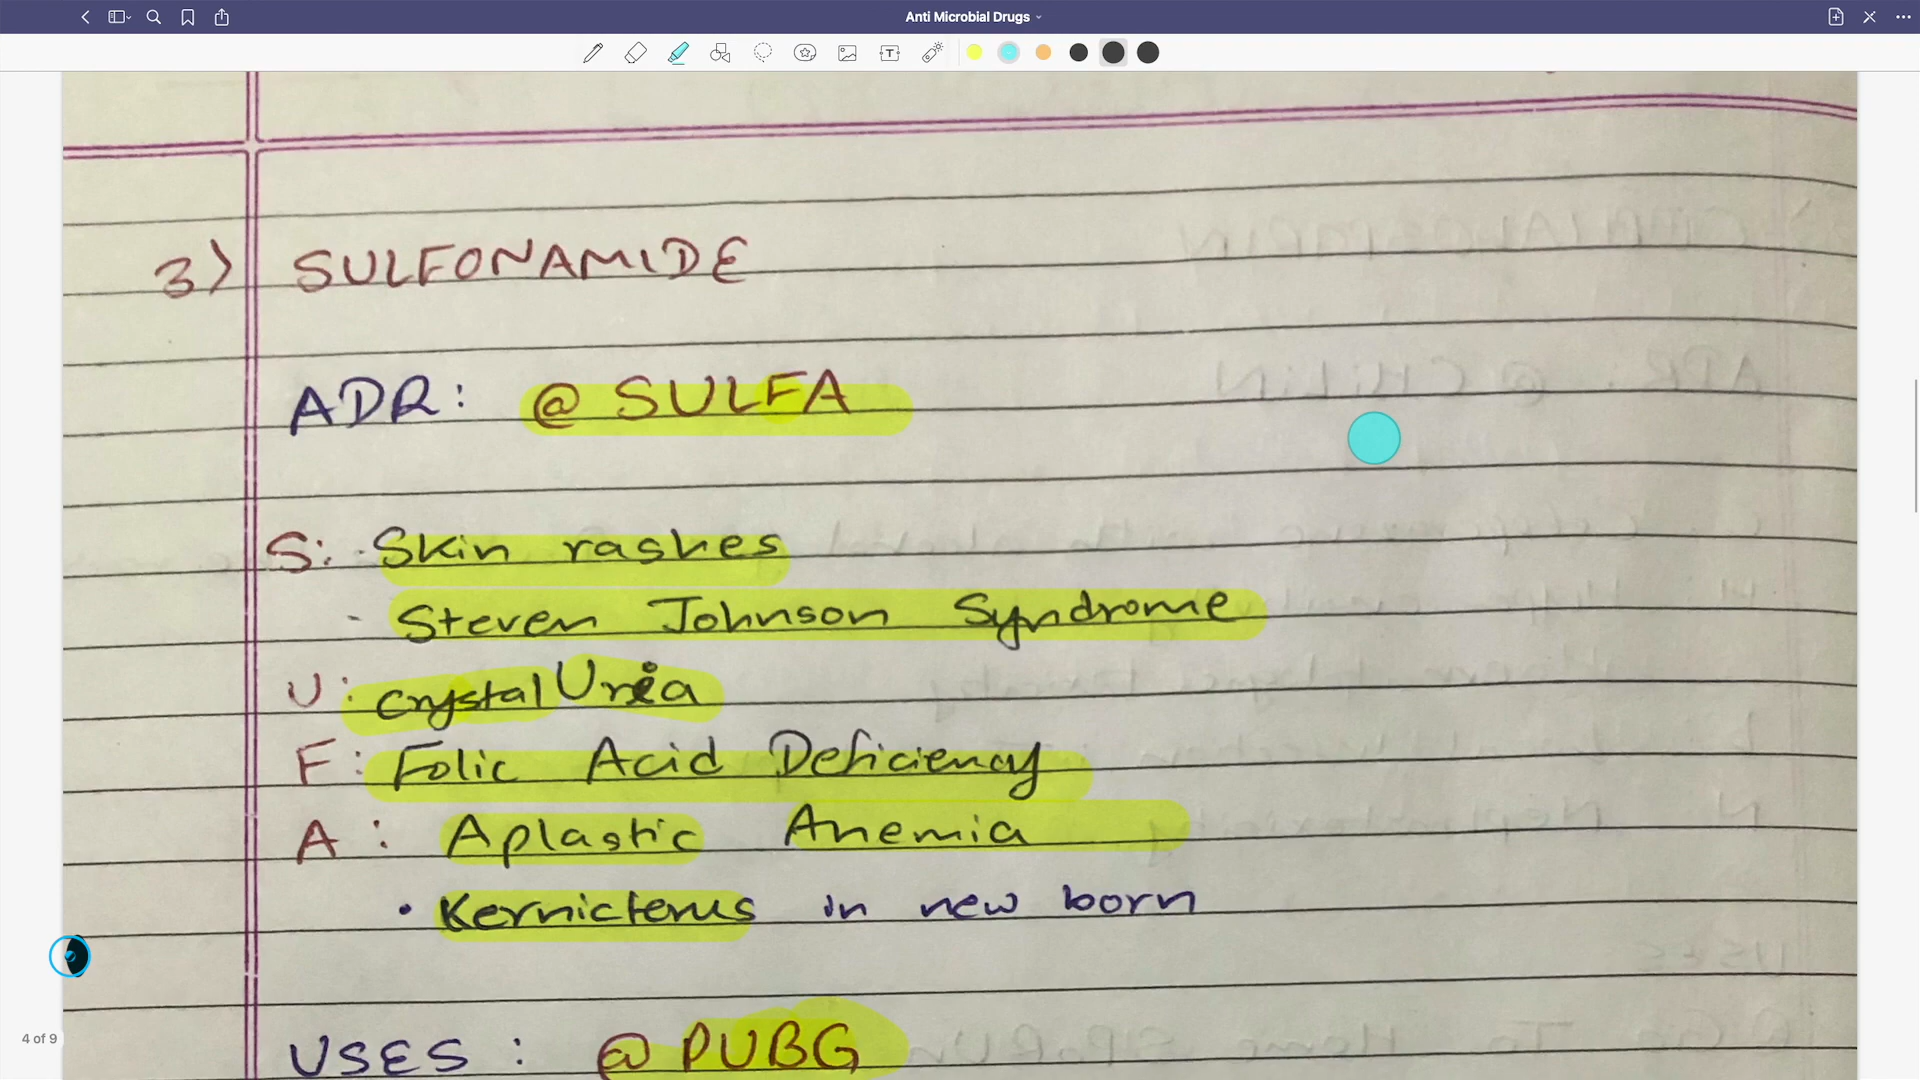 Anti Microbial Drugs
3) SULFONAMIDE
ADR: @ SULFA
S: · Skin rashes
- Steven Johnson Syndrome
U: crystal Uria
F: Folic Acid Deficiency
A: Aplastic Anemia
• Kernicterus in new born
4 of 9
USES : @ PUBG